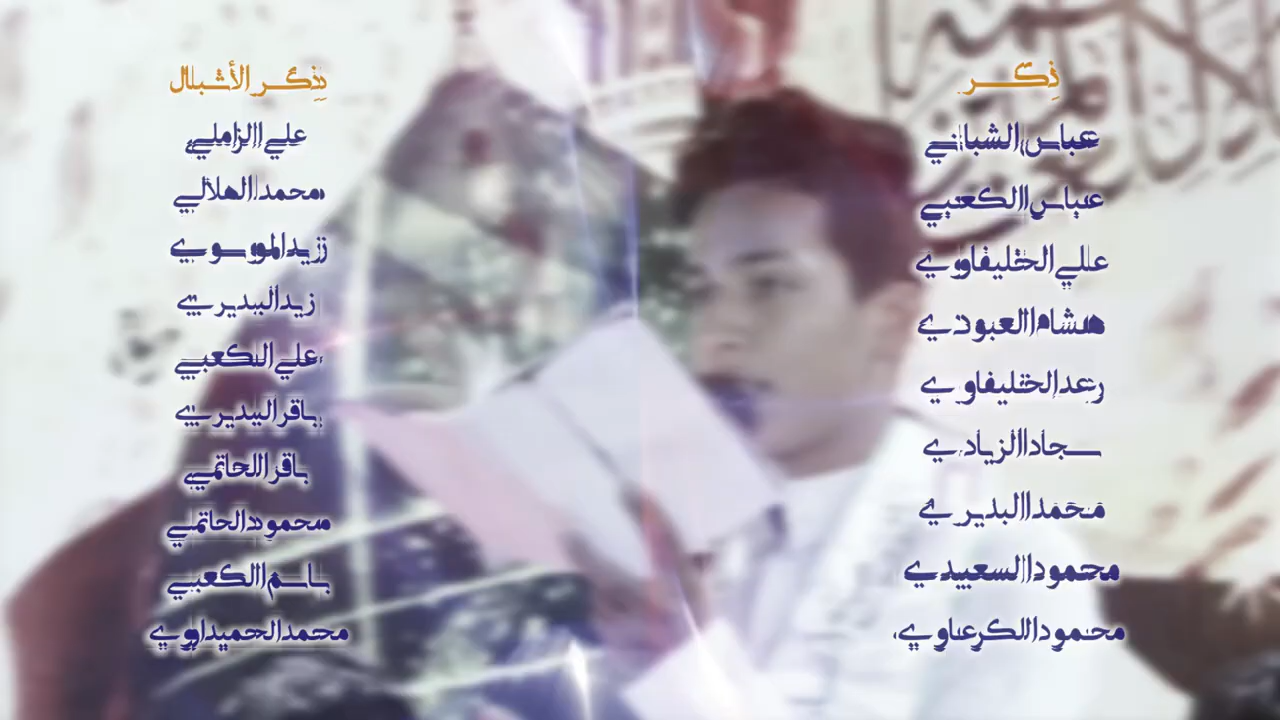 ذِكـــر
عباس الشباني
عباس الكعبي
علي الخليفاوي
هشام العبودي
رعد الخليفاوي
سجاد الزيادي
محمد البديري
محمود السعيدي
محمود الكرعاوي
ذِكـــر الأشبال
علي الزاملي
محمد الهلالي
زيد الموسوي
زيد البديري
علي الكعبي
باقر البديري
باقر الحاتمي
محمود الحاتمي
باسم الكعبي
محمد الحميداوي